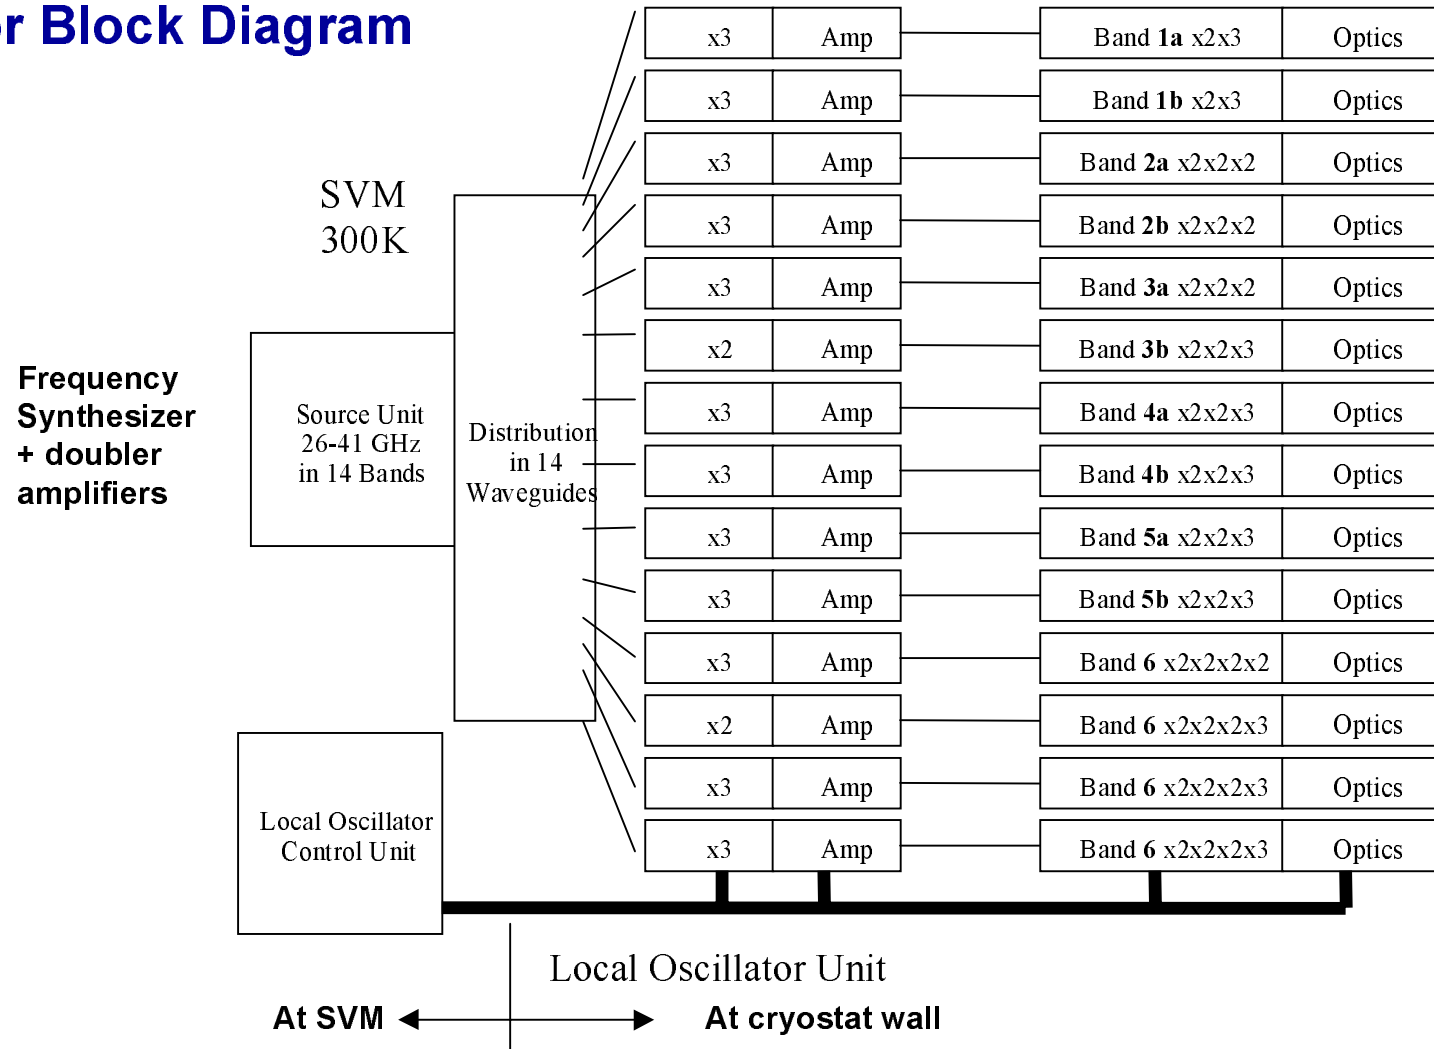 or Block Diagram
x3 Amp Band 1a x2x3 Optics
x3 Amp Band 1b x2x3 Optics
x3 Amp Band 2a x2x2x2 Optics
SVM
300K
x3 Amp Band 2b x2x2x2 Optics
x3 Amp Band 3a x2x2x2 Optics
x2 Amp Band 3b x2x2x3 Optics
Frequency
Synthesizer
+ doubler
amplifiers
Source Unit
26-41 GHz
in 14 Bands
Distribution
in 14
Waveguides
x3 Amp Band 4a x2x2x3 Optics
x3 Amp Band 4b x2x2x3 Optics
x3 Amp Band 5a x2x2x3 Optics
x3 Amp Band 5b x2x2x3 Optics
x3 Amp Band 6 x2x2x2x2 Optics
x2 Amp Band 6 x2x2x2x3 Optics
x3 Amp Band 6 x2x2x2x3 Optics
x3 Amp Band 6 x2x2x2x3 Optics
Local Oscillator
Control Unit
Local Oscillator Unit
At SVM At cryostat wall